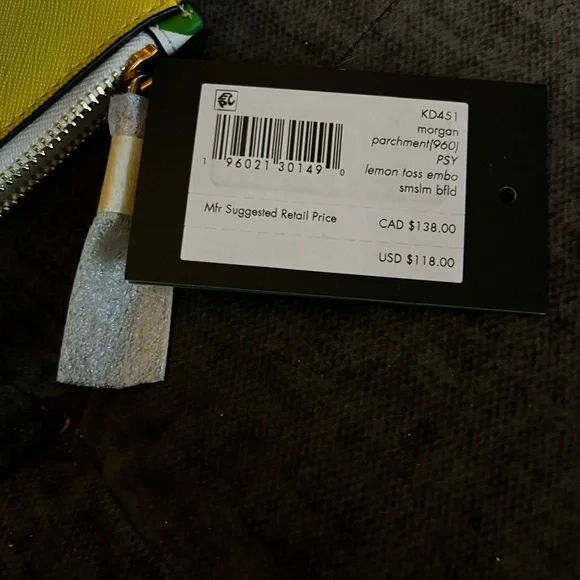 KD451
morgan
parchment(960)
PSY
lemon toss embo
smslm bfld
1 96021 30149 0
Mfr Suggested Retail Price
CAD $138.00
USD $118.00